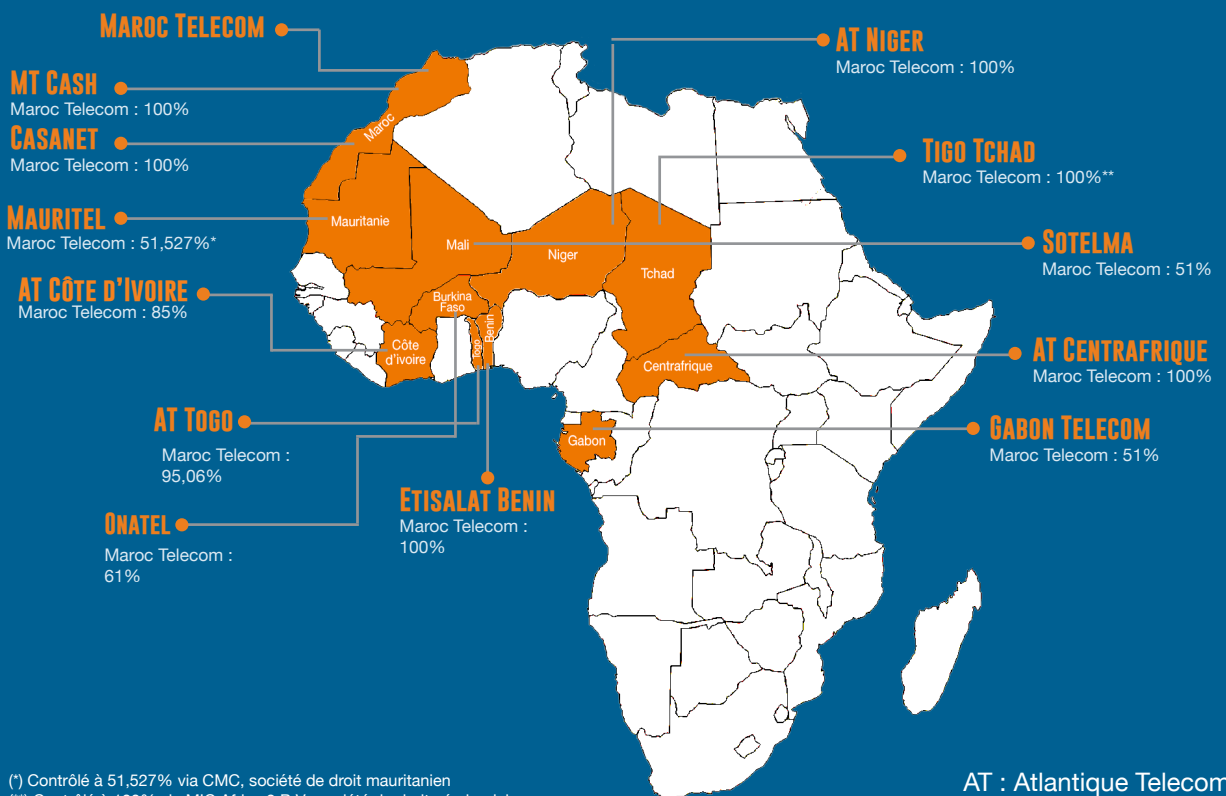 MAROC TELECOM
MT CASH
Maroc Telecom : 100%
CASANET
Maroc Telecom : 100%
MAURITEL
Maroc Telecom : 51,527%*
AT CÔTE D'IVOIRE
Maroc Telecom : 85%
AT TOGO
Maroc Telecom :
95,06%
ONATEL
Maroc Telecom :
61%
ETISALAT BENIN
Maroc Telecom :
100%
AT NIGER
Maroc Telecom : 100%
TIGO TCHAD
Maroc Telecom : 100%**
SOTELMA
Maroc Telecom : 51%
AT CENTRAFRIQUE
Maroc Telecom : 100%
GABON TELECOM
Maroc Telecom : 51%
Maroc
Mauritanie
Mali
Niger
Tchad
Burkina
Faso
Benin
Togo
Côte
d'ivoire
Centrafrique
Gabon
(*) Contrôlé à 51,527% via CMC, société de droit mauritanien
AT : Atlantique Telecom